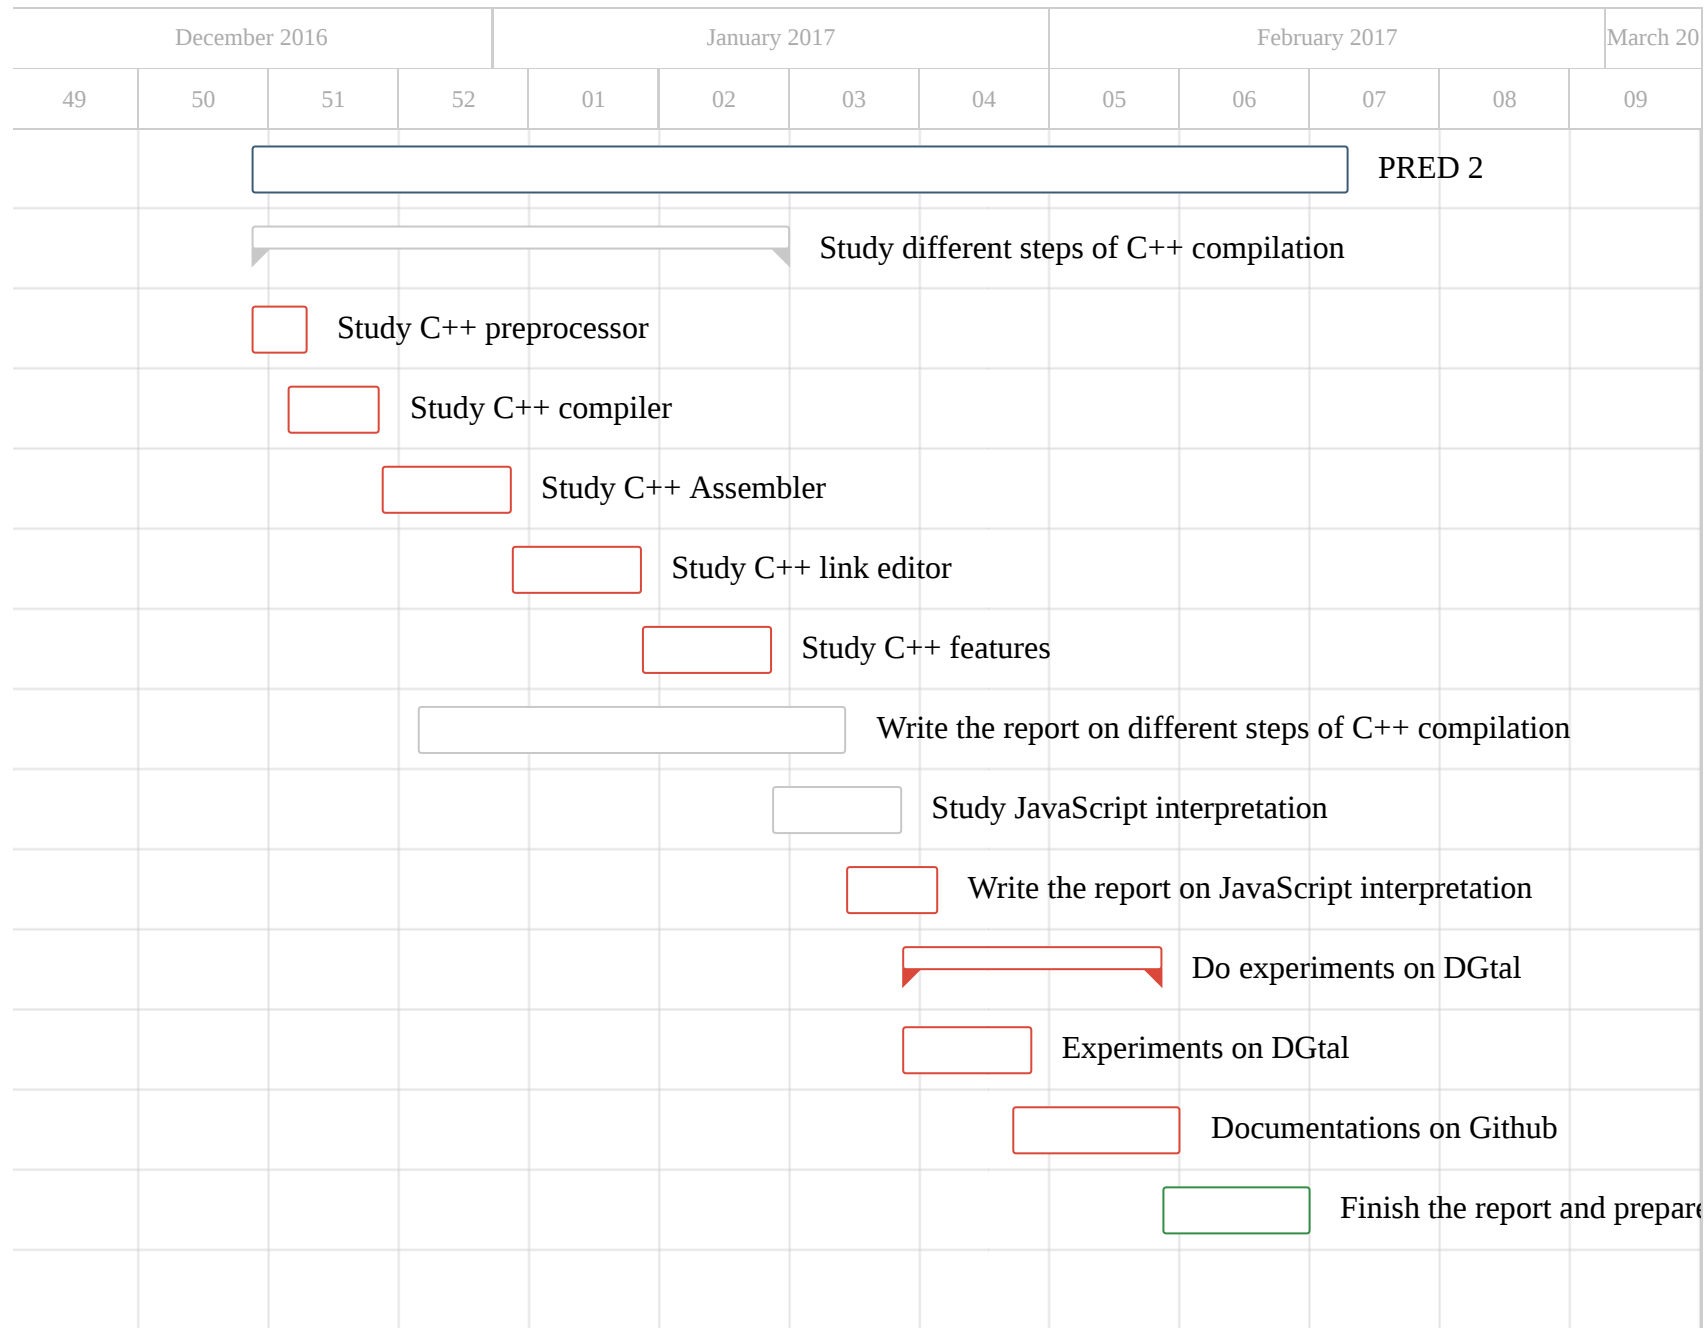 December 2016 January 2017 February 2017 March 20
49 50 51 52 01 02 03 04 05 06 07 08 09
PRED 2
Study different steps of C++ compilation
Study C++ preprocessor
Study C++ compiler
Study C++ Assembler
Study C++ link editor
Study C++ features
Write the report on different steps of C++ compilation
Study JavaScript interpretation
Write the report on JavaScript interpretation
Do experiments on DGtal
Experiments on DGtal
Documentations on Github
Finish the report and prepare